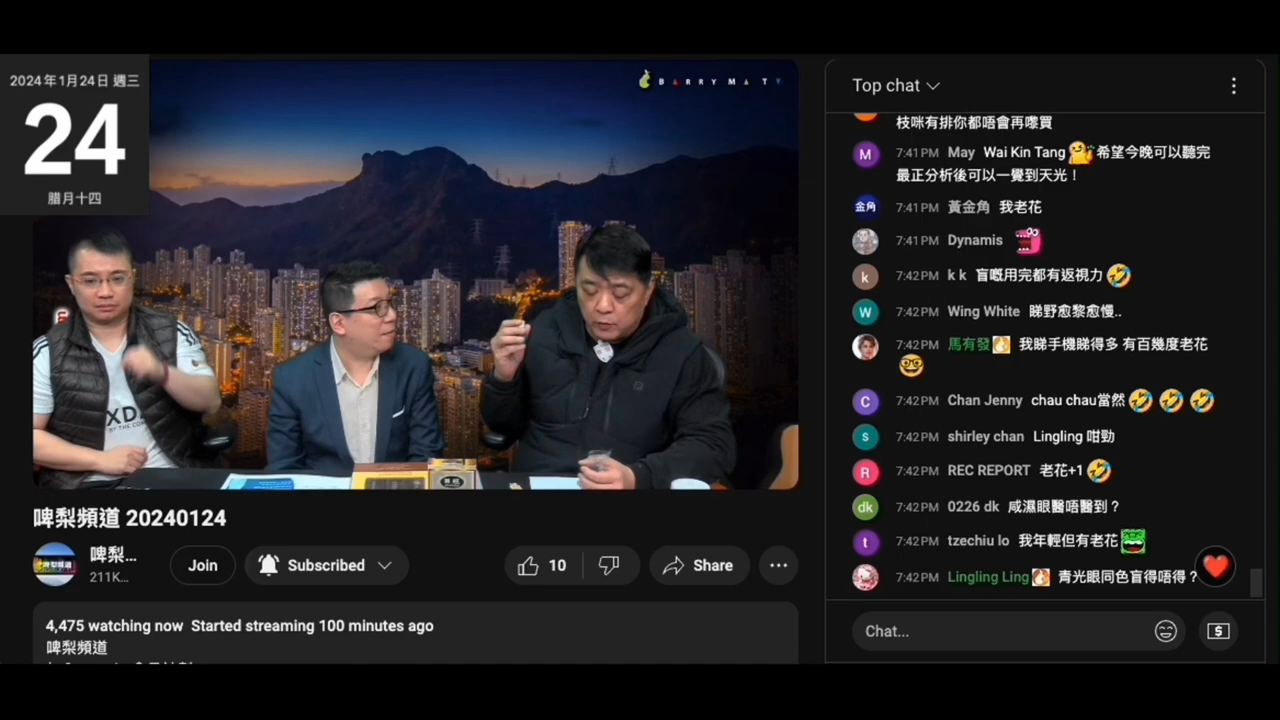 2024年1月24日 週三
24
腊月十四
BARRY MA TV
XD
BY THE COM
啤梨頻道 20240124
啤梨...
211K...
Join
Subscribed
10
Share
4,475 watching now Started streaming 100 minutes ago
啤梨頻道
Top chat
枝咪有排你都唔會再嚟買
M 7:41 PM May Wai Kin Tang 希望今晚可以聽完
最正分析後可以一覺到天光！
金角 7:41 PM 黃金角 我老花
7:41 PM Dynamis
k 7:42 PM k k 盲嘅用完都有返視力🤣
W 7:42 PM Wing White 睇野愈黎愈慢..
7:42 PM 馬有發 我睇手機睇得多 有百幾度老花
🤓
C 7:42 PM Chan Jenny chau chau當然🤣🤣🤣
s 7:42 PM shirley chan Lingling 咁勁
R 7:42 PM REC REPORT 老花+1🤣
dk 7:42 PM 0226 dk 咸濕眼醫唔醫到？
t 7:42 PM tzechiu lo 我年輕但有老花
7:42 PM Lingling Ling 青光眼同色盲得唔得？
Chat...
$